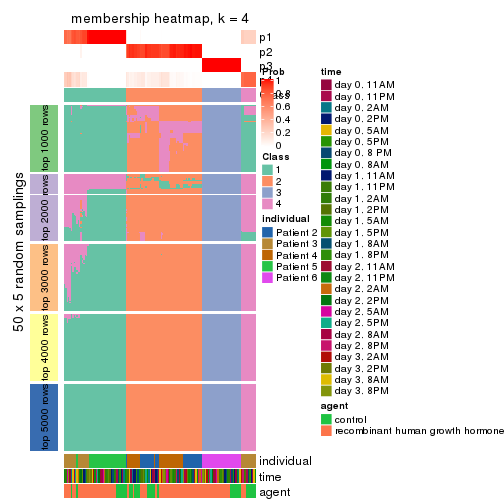 membership heatmap, k = 4
p1
p2
p3
p4
Class
50 x 5 random samplings
top 1000 rows
top 2000 rows
top 3000 rows
top 4000 rows
top 5000 rows
individual
time
agent
Prob
1
0.8
0.6
0.4
0.2
0
Class
1
2
3
4
individual
Patient 2
Patient 3
Patient 4
Patient 5
Patient 6
time
day 0. 11AM
day 0. 11PM
day 0. 2AM
day 0. 2PM
day 0. 5AM
day 0. 5PM
day 0. 8 PM
day 0. 8AM
day 1. 11AM
day 1. 11PM
day 1. 2AM
day 1. 2PM
day 1. 5AM
day 1. 5PM
day 1. 8AM
day 1. 8PM
day 2. 11AM
day 2. 11PM
day 2. 2AM
day 2. 2PM
day 2. 5AM
day 2. 5PM
day 2. 8AM
day 2. 8PM
day 3. 2AM
day 3. 2PM
day 3. 8AM
day 3. 8PM
agent
control
recombinant human growth hormone